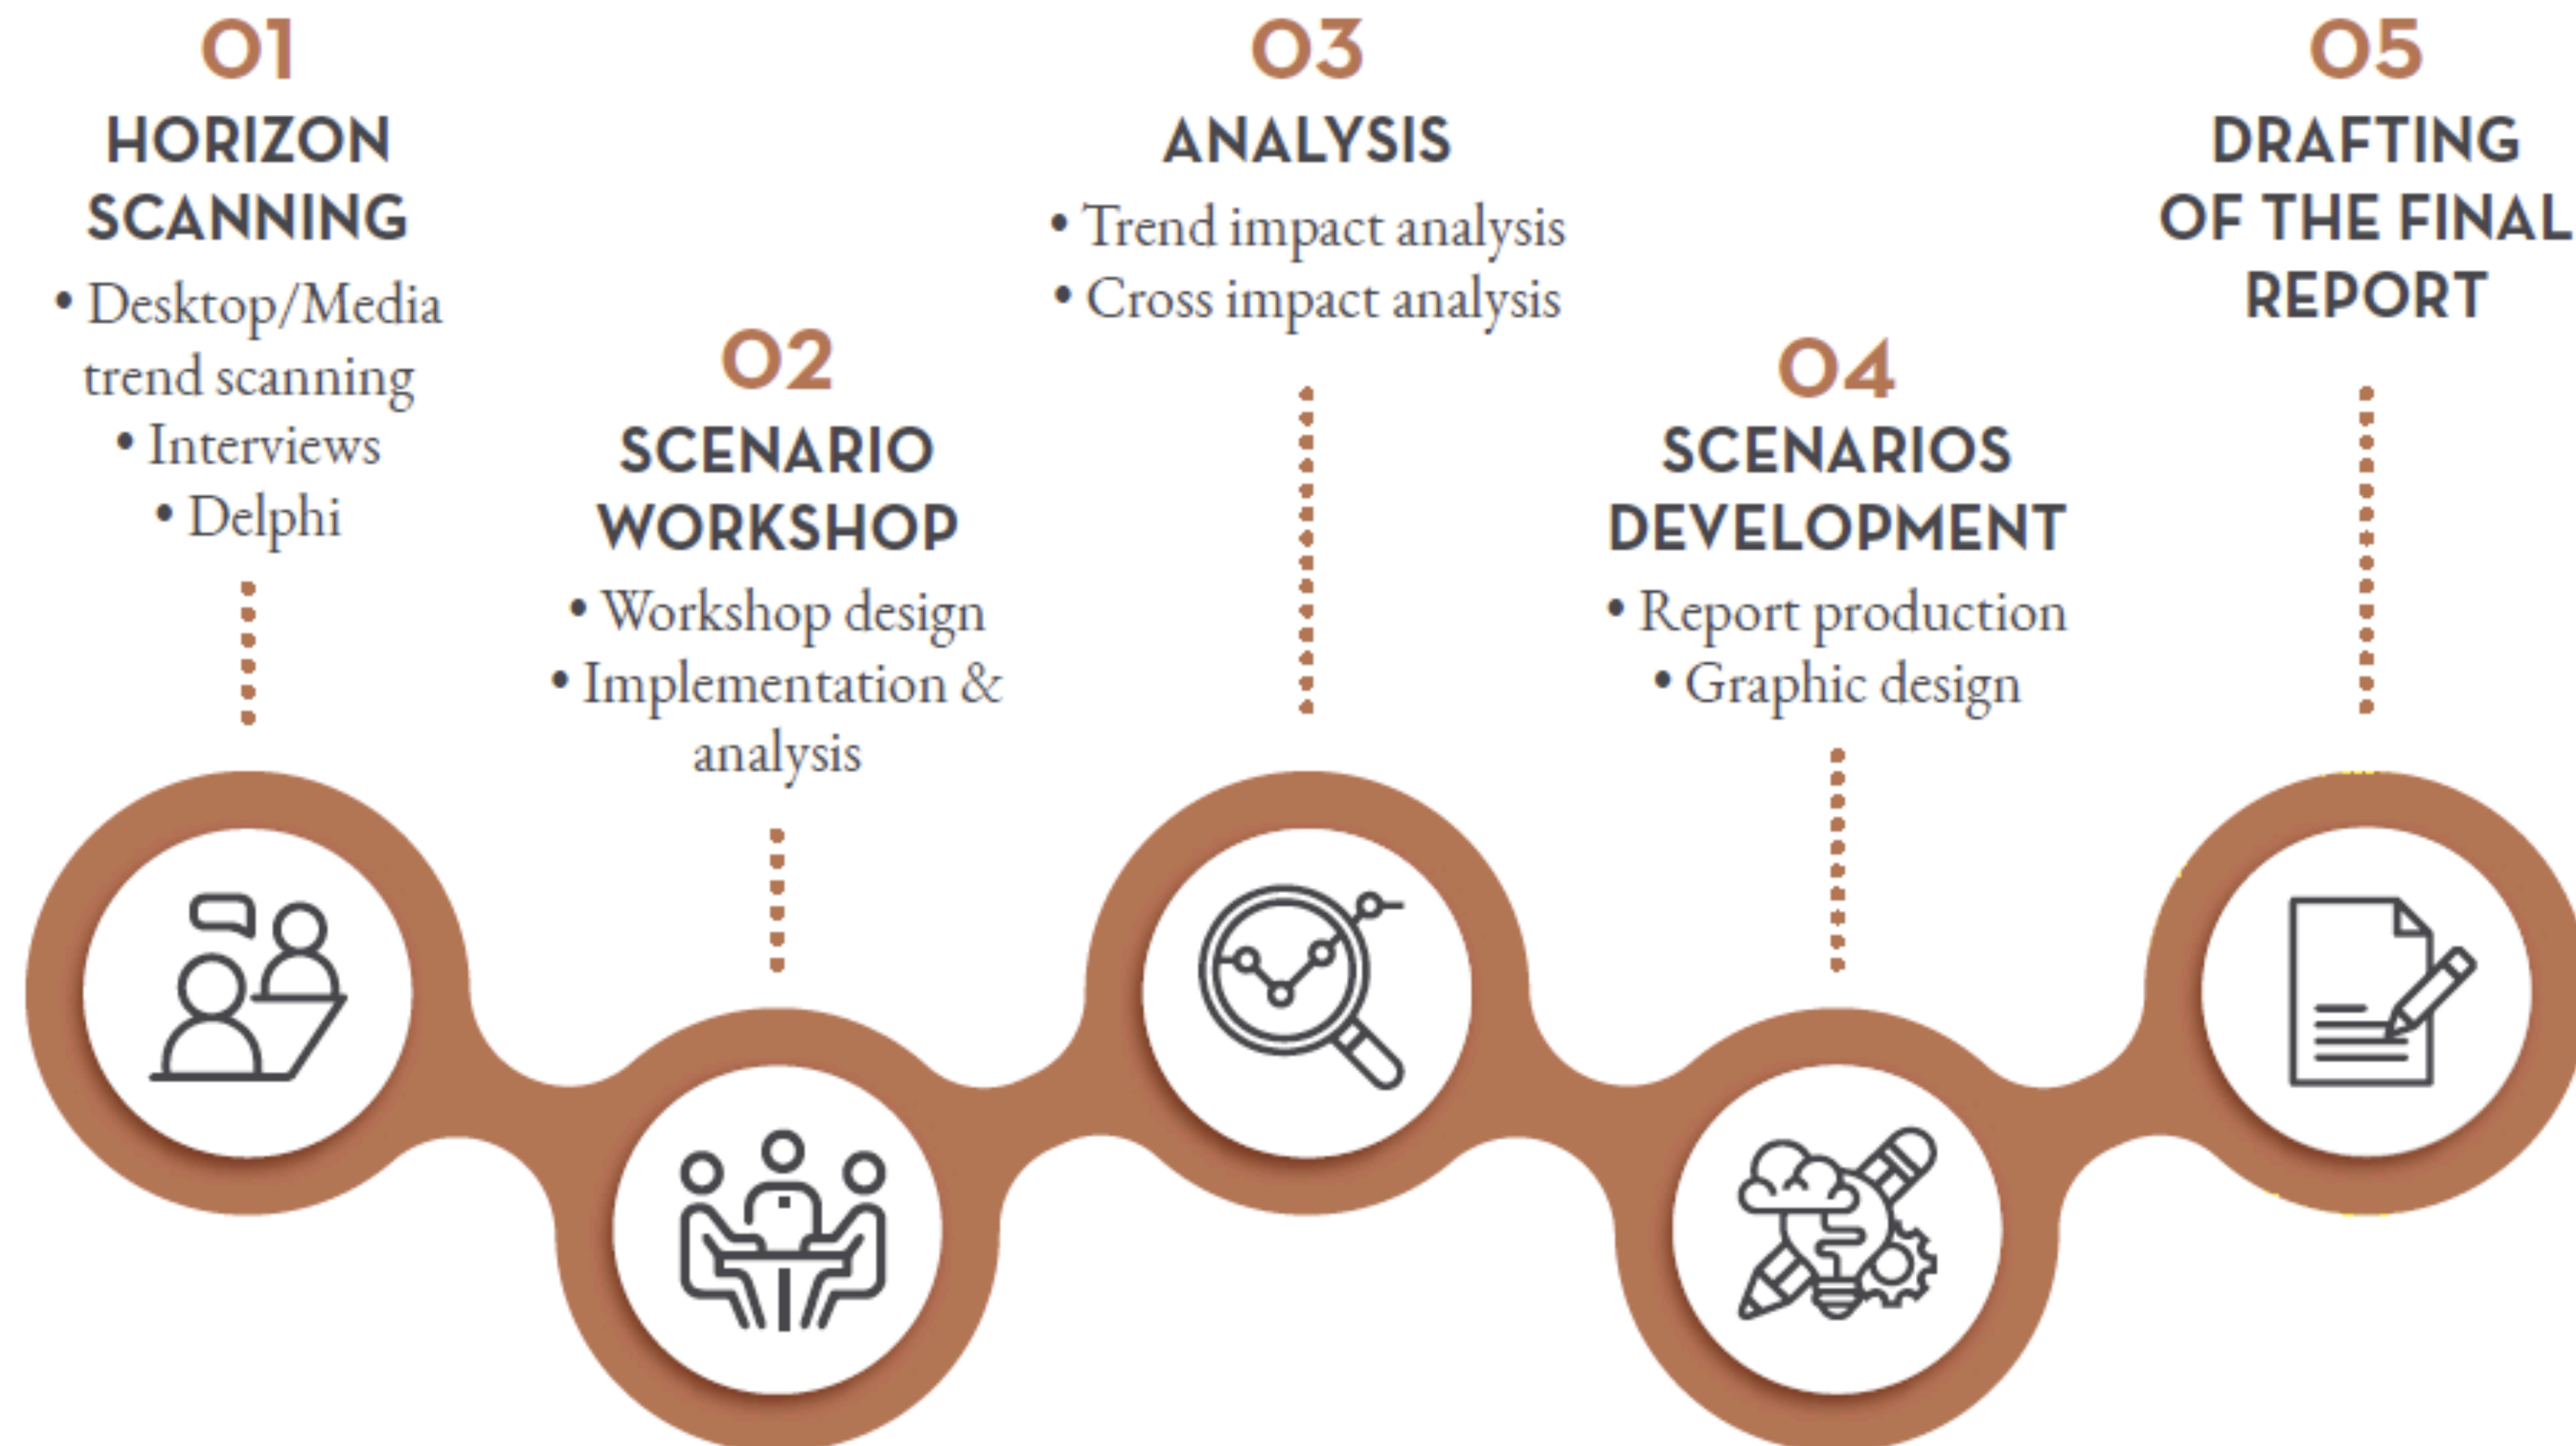 01
HORIZON
SCANNING
• Desktop/Media
trend scanning
• Interviews
• Delphi
02
SCENARIO
WORKSHOP
• Workshop design
• Implementation &
analysis
03
ANALYSIS
• Trend impact analysis
• Cross impact analysis
04
SCENARIOS
DEVELOPMENT
• Report production
• Graphic design
05
DRAFTING
OF THE FINAL
REPORT